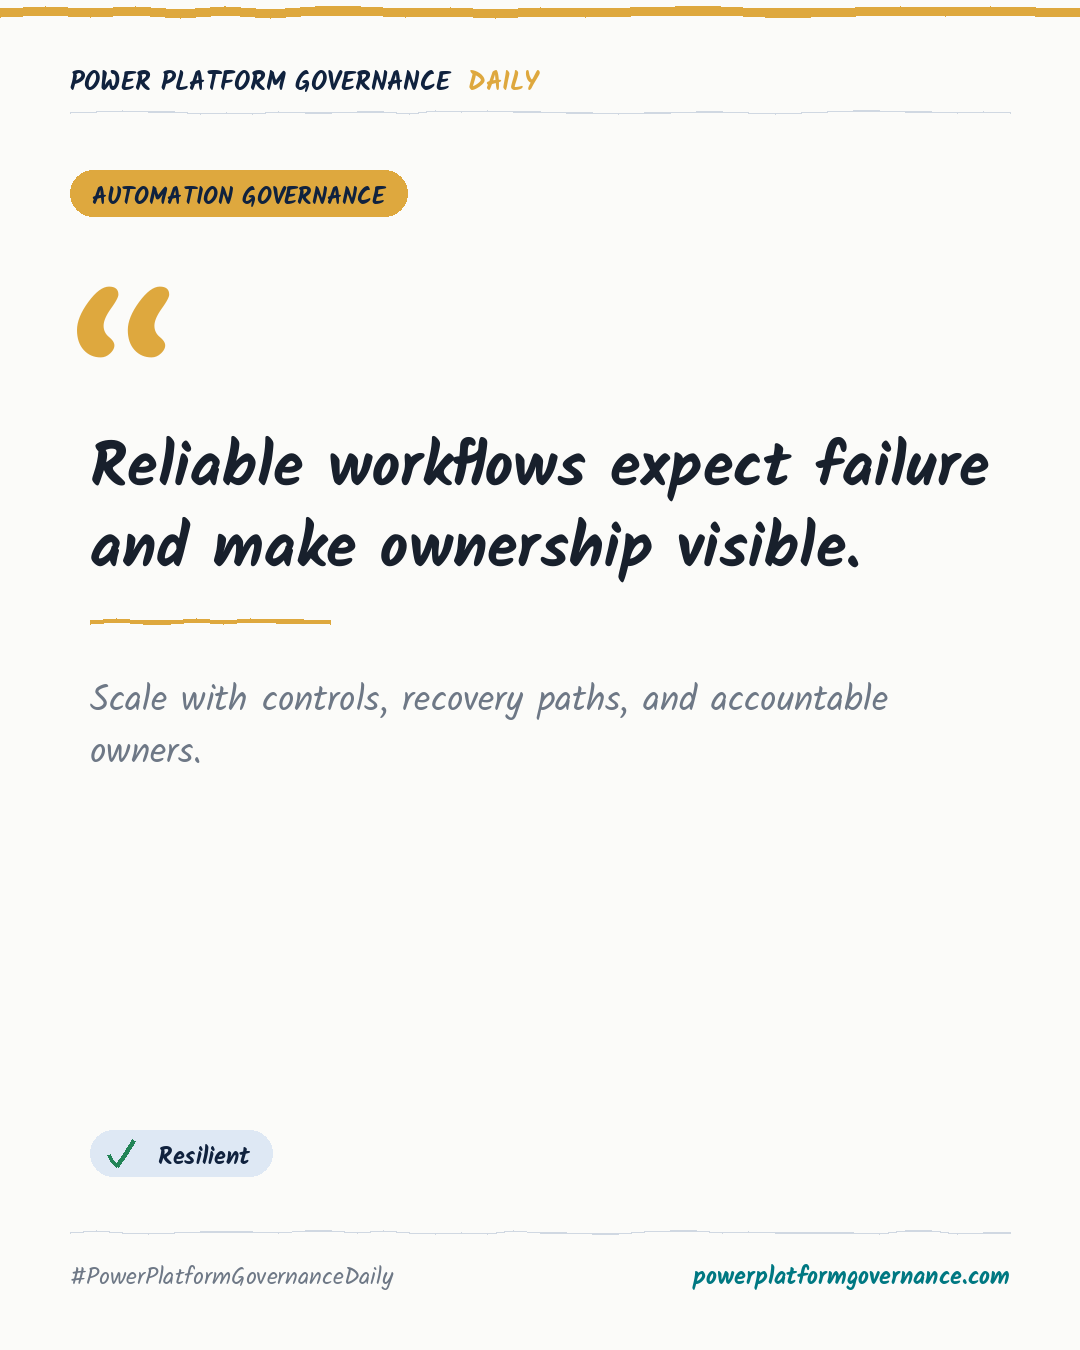 POWER PLATFORM GOVERNANCE DAILY
AUTOMATION GOVERNANCE
“
Reliable workflows expect failure
and make ownership visible.
Scale with controls, recovery paths, and accountable
owners.
Resilient
#PowerPlatformGovernanceDaily
powerplatformgovernance.com